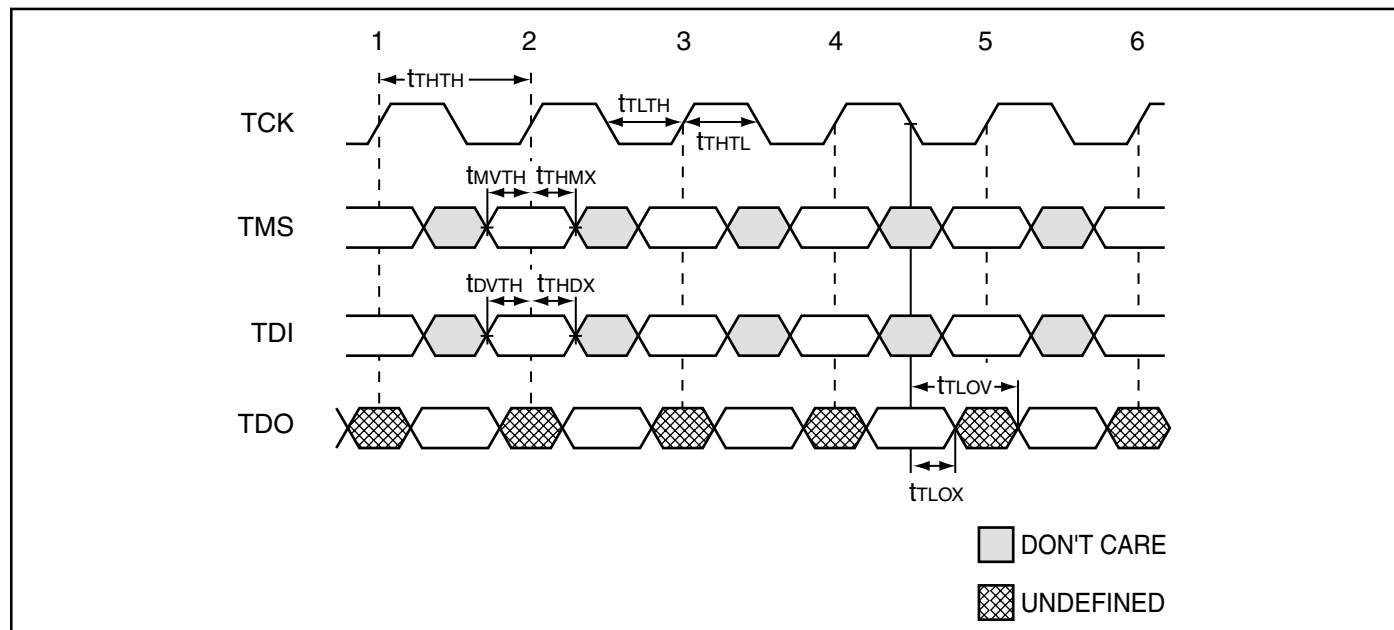 1 2 3 4 5 6
tTHTH
tTLTH
TCK
tTHTL
tMVTH tTHMX
TMS
tDVTH tTHDX
TDI
tTLOV
TDO
tTLOX
DON'T CARE
UNDEFINED